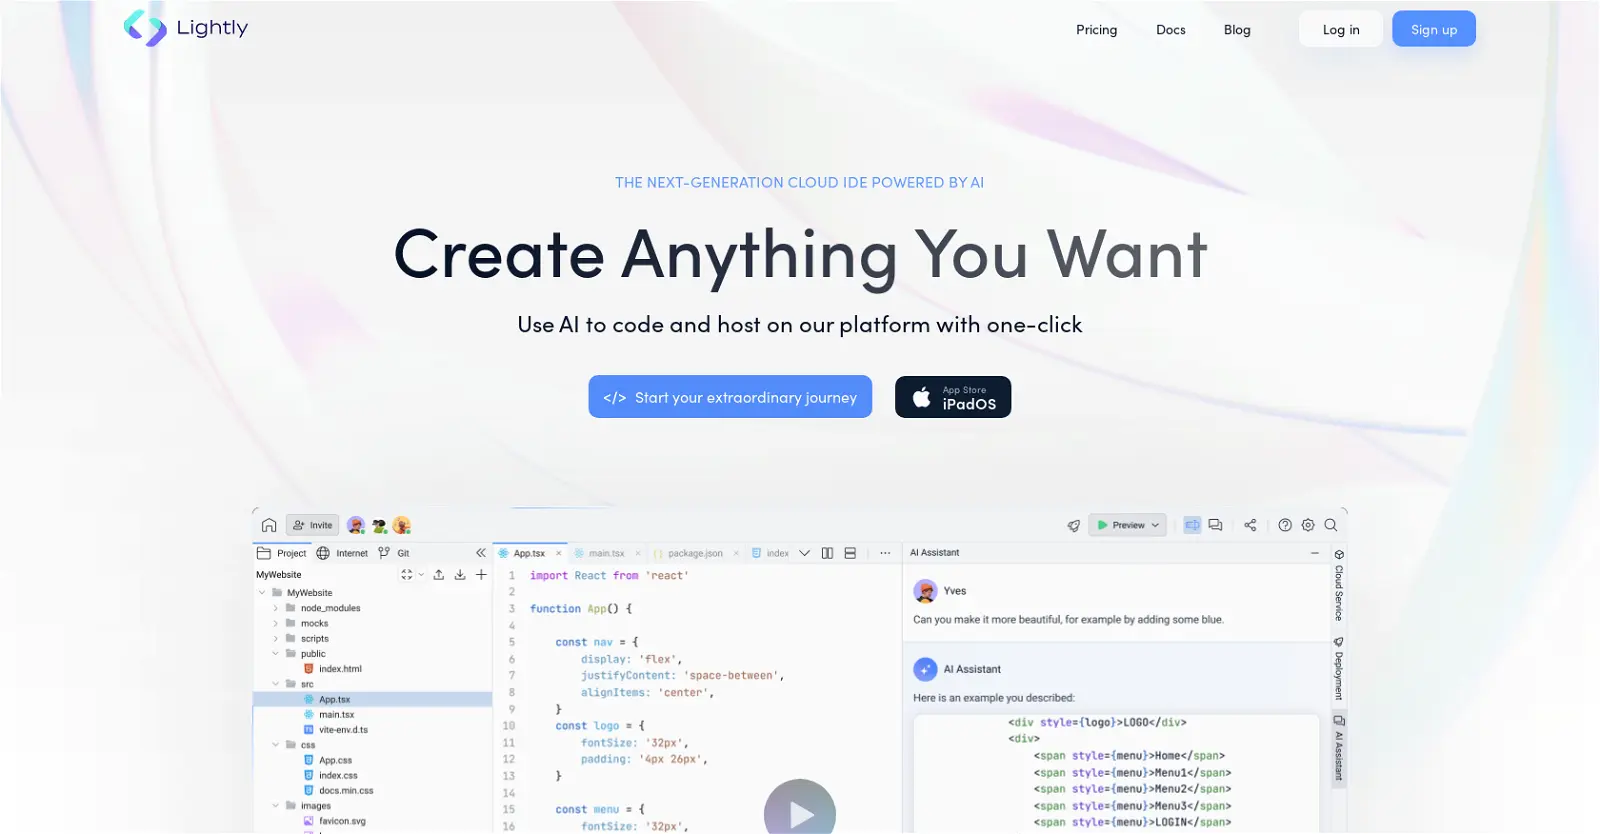 Lightly
Pricing Docs Blog Log in Sign up
THE NEXT-GENERATION CLOUD IDE POWERED BY AI
Create Anything You Want
Use AI to code and host on our platform with one-click
</> Start your extraordinary journey
App Store
iPadOS
Invite
Preview
Project Internet Git
App.tsx × main.tsx × package.json × index
AI Assistant
MyWebsite
MyWebsite
node_modules
mocks
scripts
public
index.html
src
App.tsx
main.tsx
vite-env.d.ts
css
App.css
index.css
docs.min.css
images
favicon.svg
1 import React from 'react'
2
3 function App() {
4
5 const nav = {
6 display: 'flex',
7 justifyContent: 'space-between',
8 alignItems: 'center',
9 }
10 const logo = {
11 fontSize: '32px',
12 padding: '4px 26px',
13 }
14
15 const menu = {
16 fontSize: '32px',
Yves
Can you make it more beautiful, for example by adding some blue.
AI Assistant
Here is an example you described:
<div style={logo}>LOGO</div>
<div>
<span style={menu}>Home</span>
<span style={menu}>Menu1</span>
<span style={menu}>Menu2</span>
<span style={menu}>Menu3</span>
<span style={menu}>LOGIN</span>
Cloud Service
Deployment
AI Assistant